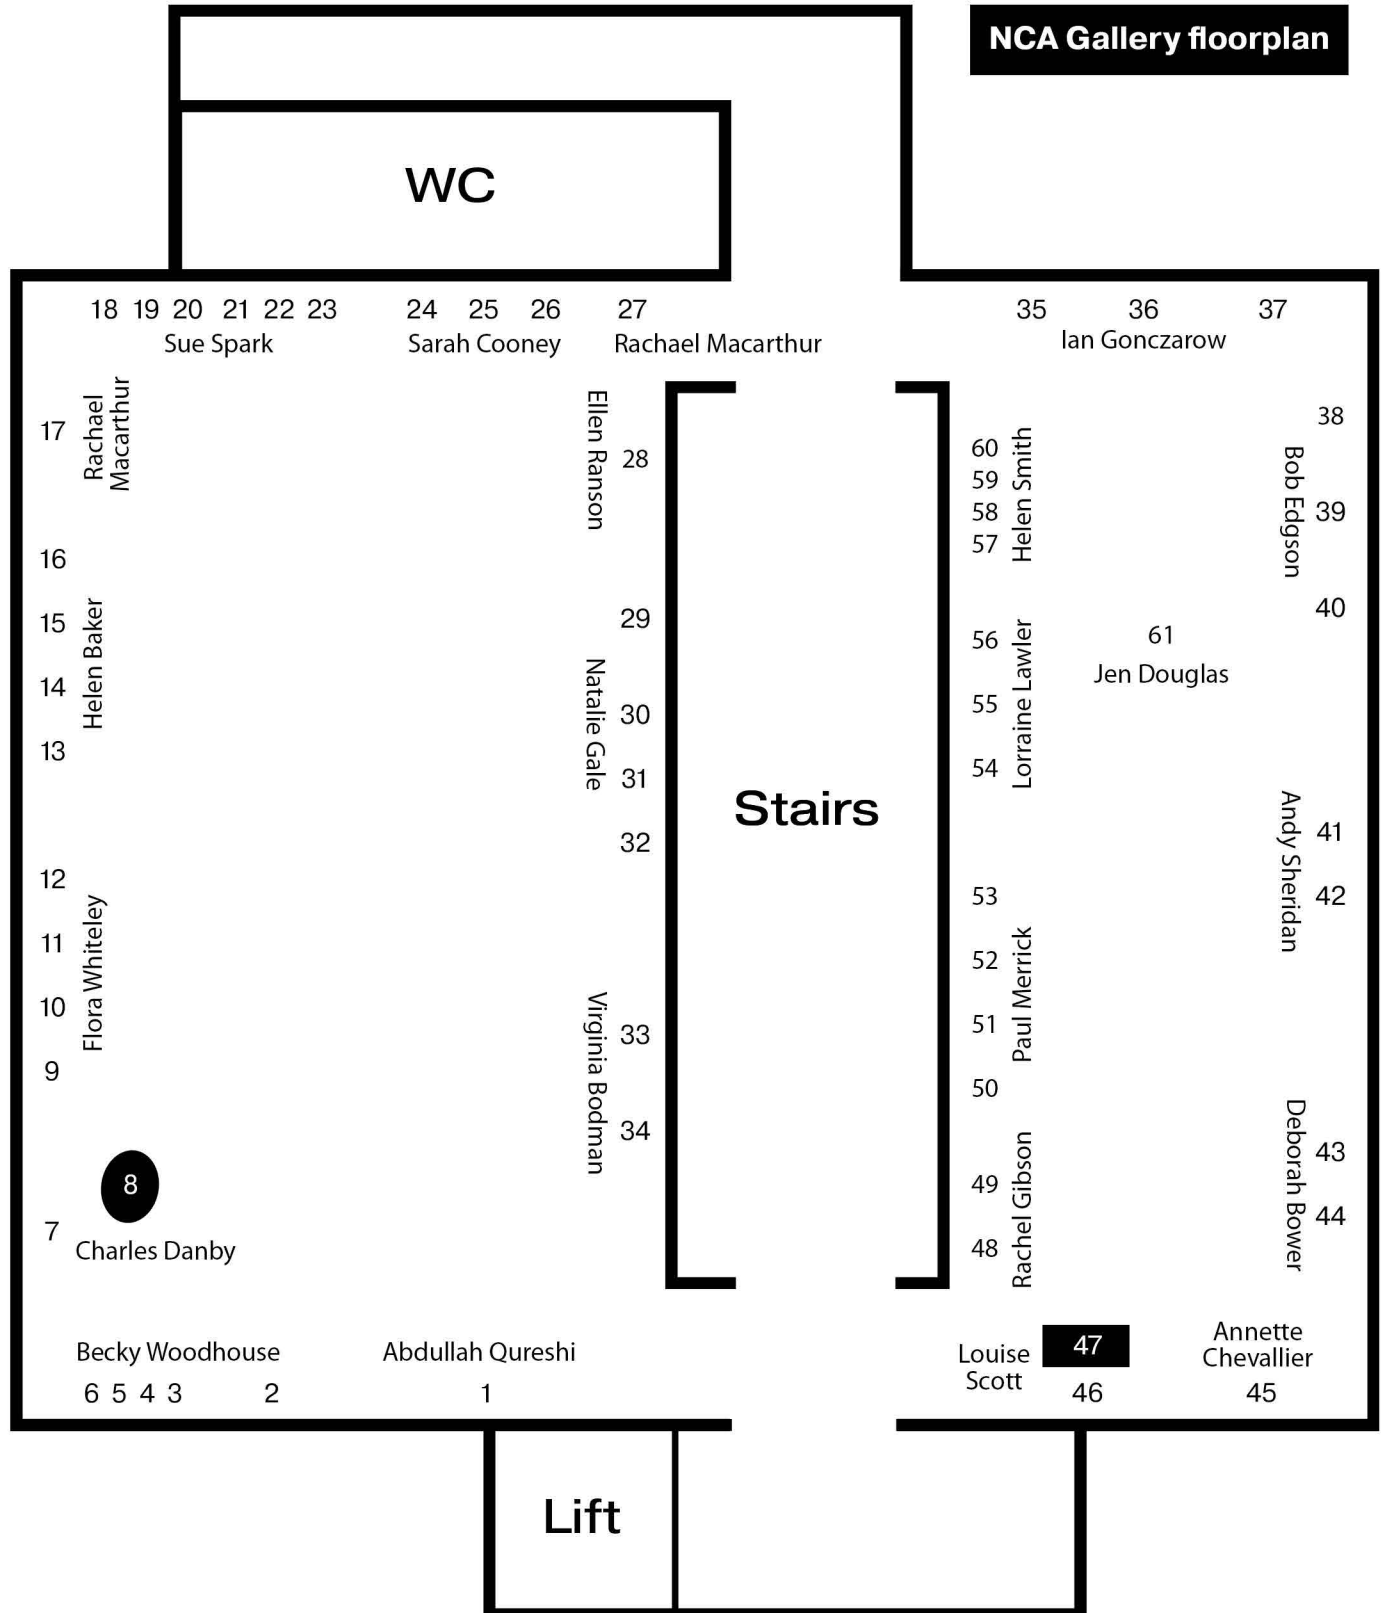 NCA Gallery floorplan
WC
18 19 20 21 22 23 24 25 26 27
Sue Spark
Sarah Cooney
Rachael Macarthur
35 36 37
Ian Gonczarow
17
Rachael
Macarthur
16
15
14
13
Helen Baker
12
11
10
9
Flora Whiteley
8
7
Charles Danby
Becky Woodhouse
6 5 4 3 2
Abdullah Qureshi
1
Ellen Ranson
28
29
30
31
32
Natalie Gale
33
34
Virginia Bodman
Stairs
60
59
58
57
Helen Smith
56
55
54
Lorraine Lawler
53
52
51
50
Paul Merrick
49
48
Rachel Gibson
38
39
40
Bob Edgson
61
Jen Douglas
41
42
Andy Sheridan
43
44
Deborah Bower
Louise
Scott
47
46
Annette
Chevallier
45
Lift